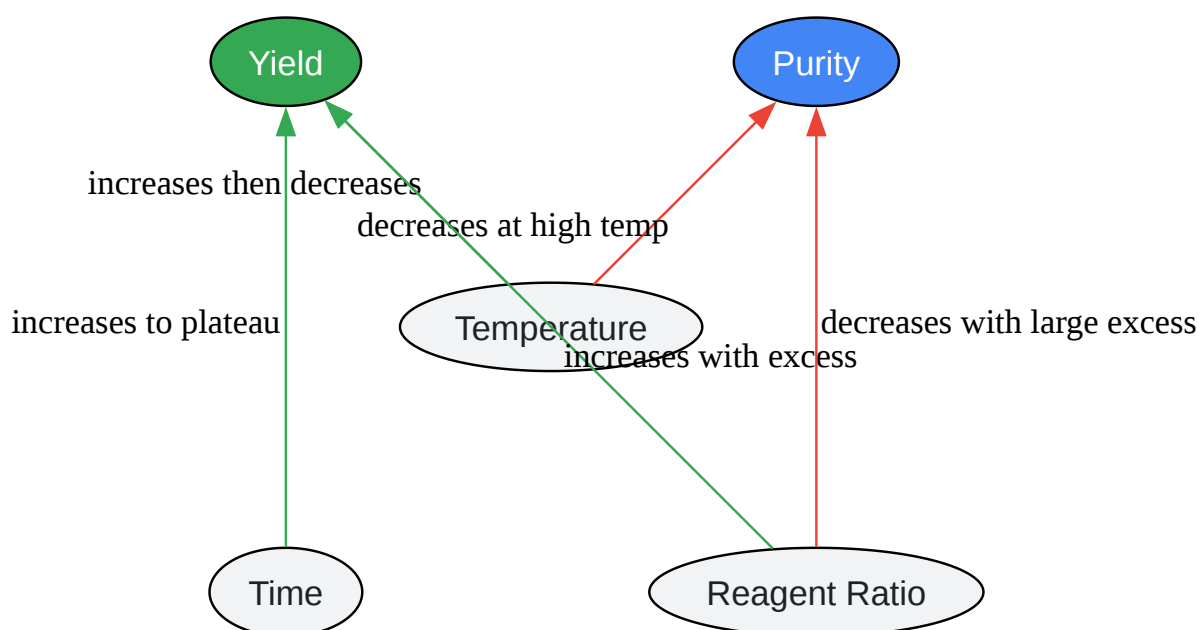 Yield
Purity
increases then decreases
decreases at high temp
increases to plateau
Temperature
decreases with large excess
increases with excess
Time
Reagent Ratio